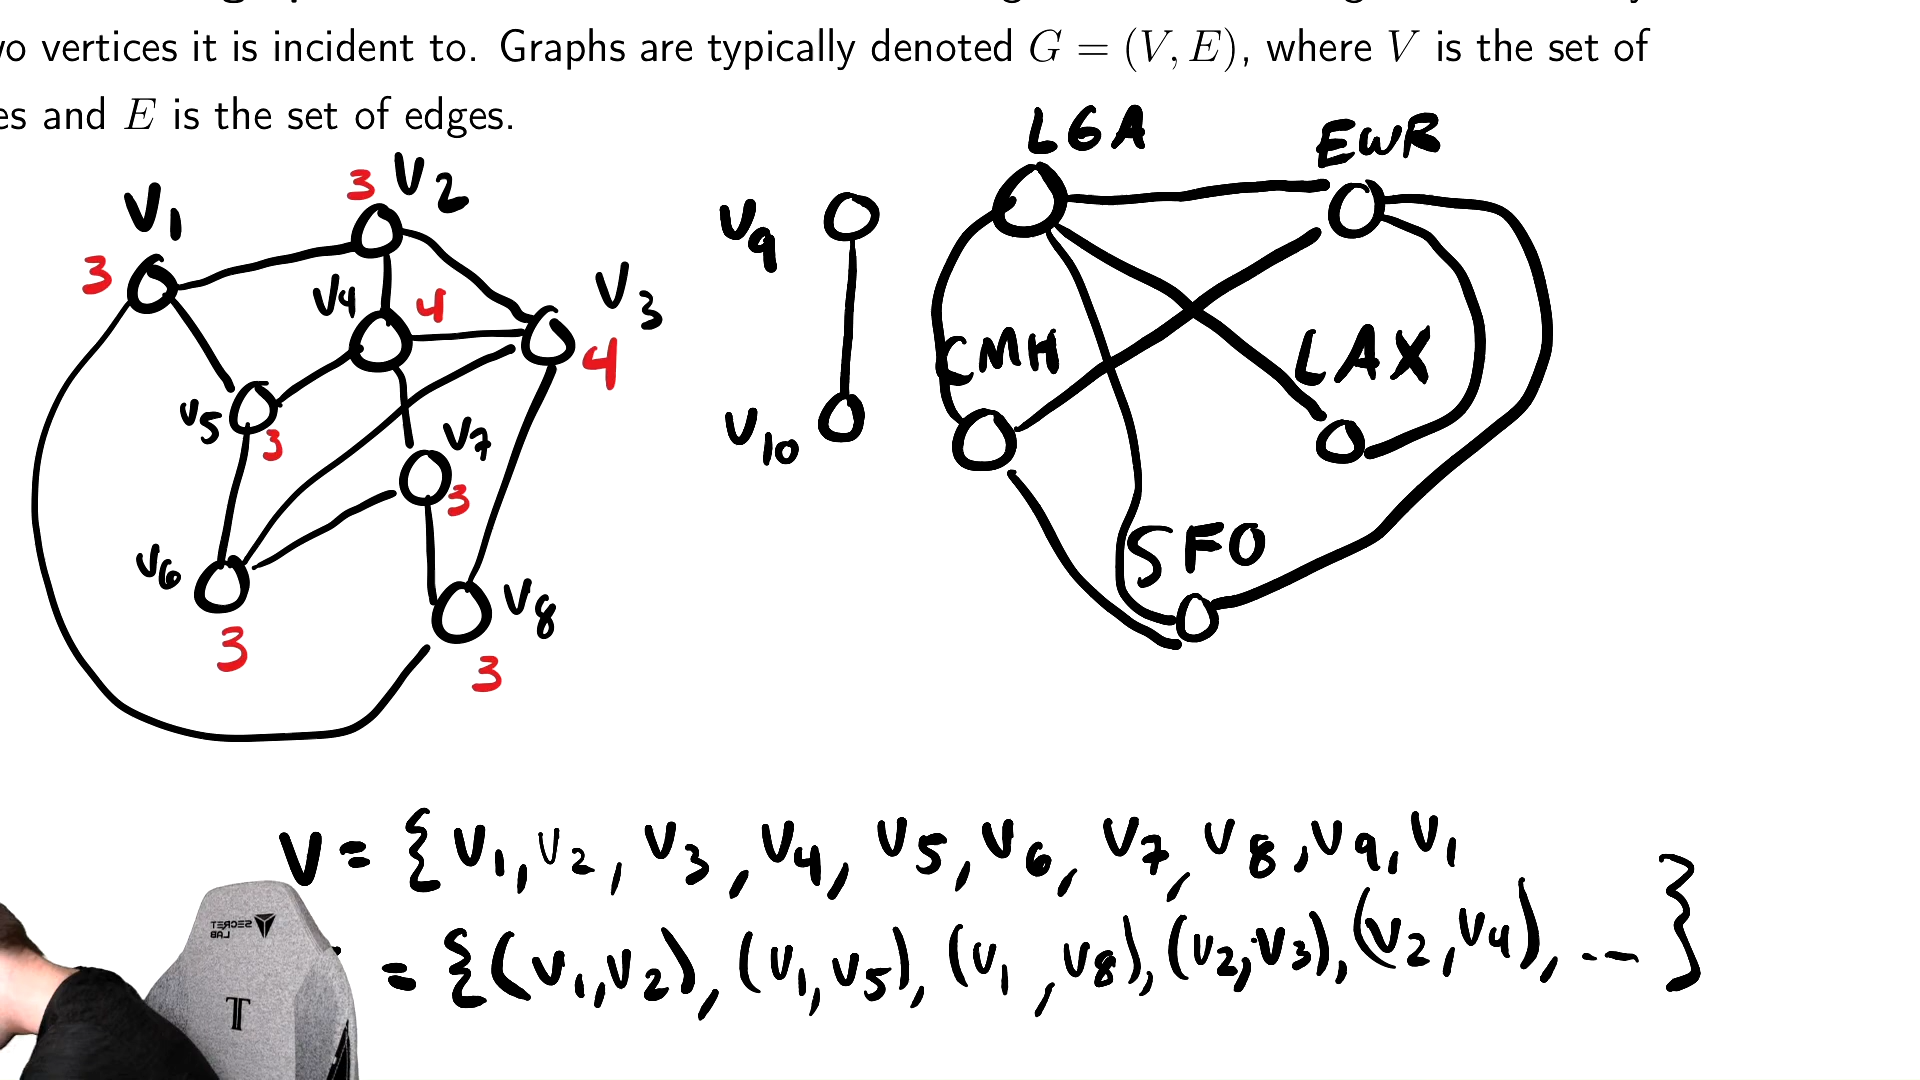 vo vertices it is incident to. Graphs are typically denoted G = (V, E), where V is the set of
es and E is the set of edges.
LGA EWR
3 V2
V1
3
V9
V4 4 V3
4
CMH LAX
V5 3
V7
3
V10
SFO
V6
3
V8
3
V = { V1, V2, V3, V4, V5, V6, V7, V8, V9, V1
= {(V1,V2), (V1,V5), (V1,V8), (V2,V3), (V2,V4), ... }
SECRET
LAB
T